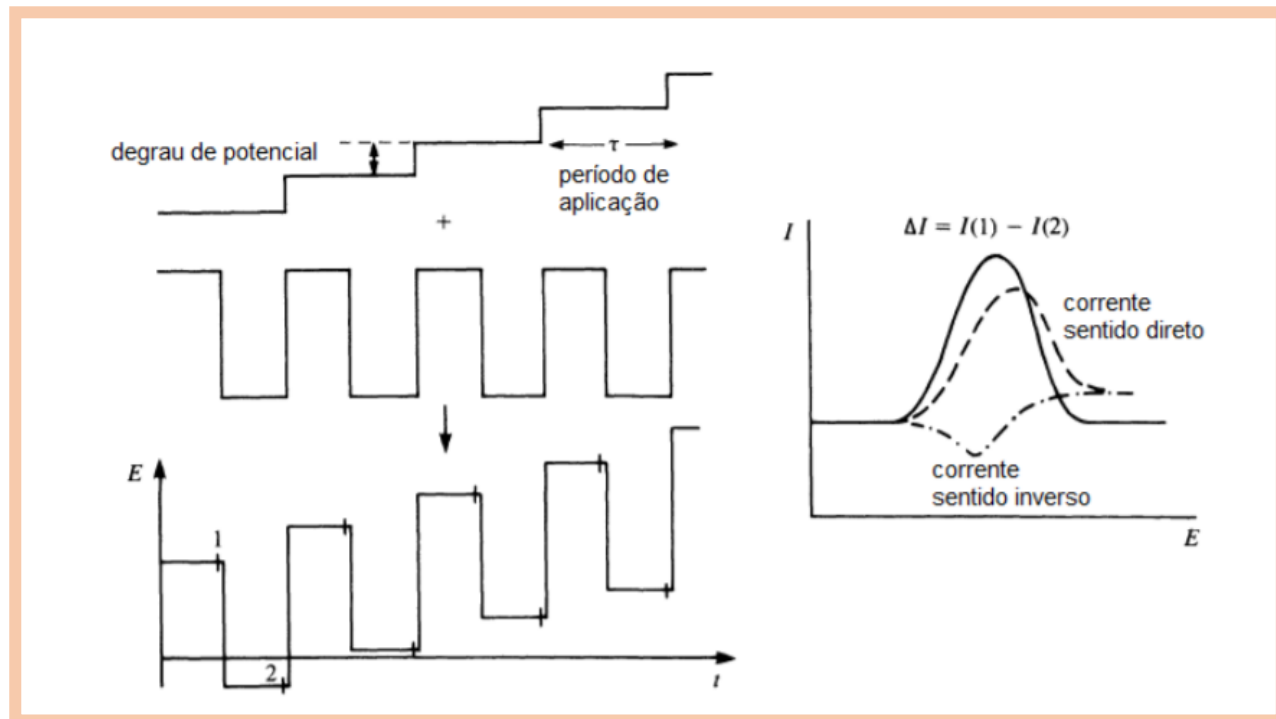 degrau de potencial
τ
período de
aplicação
+
E
1
2
t
I
ΔI = I(1) − I(2)
corrente
sentido direto
corrente
sentido inverso
E